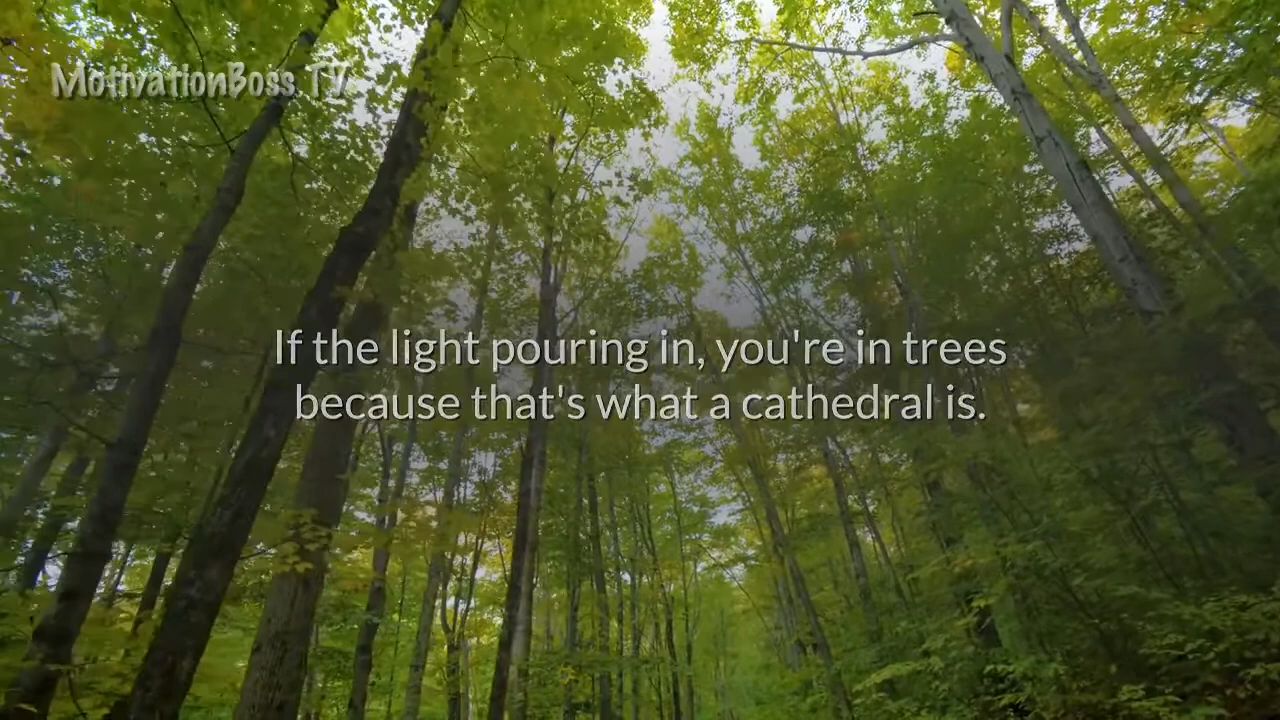 MotivationBoss TV
If the light pouring in, you're in trees
because that's what a cathedral is.